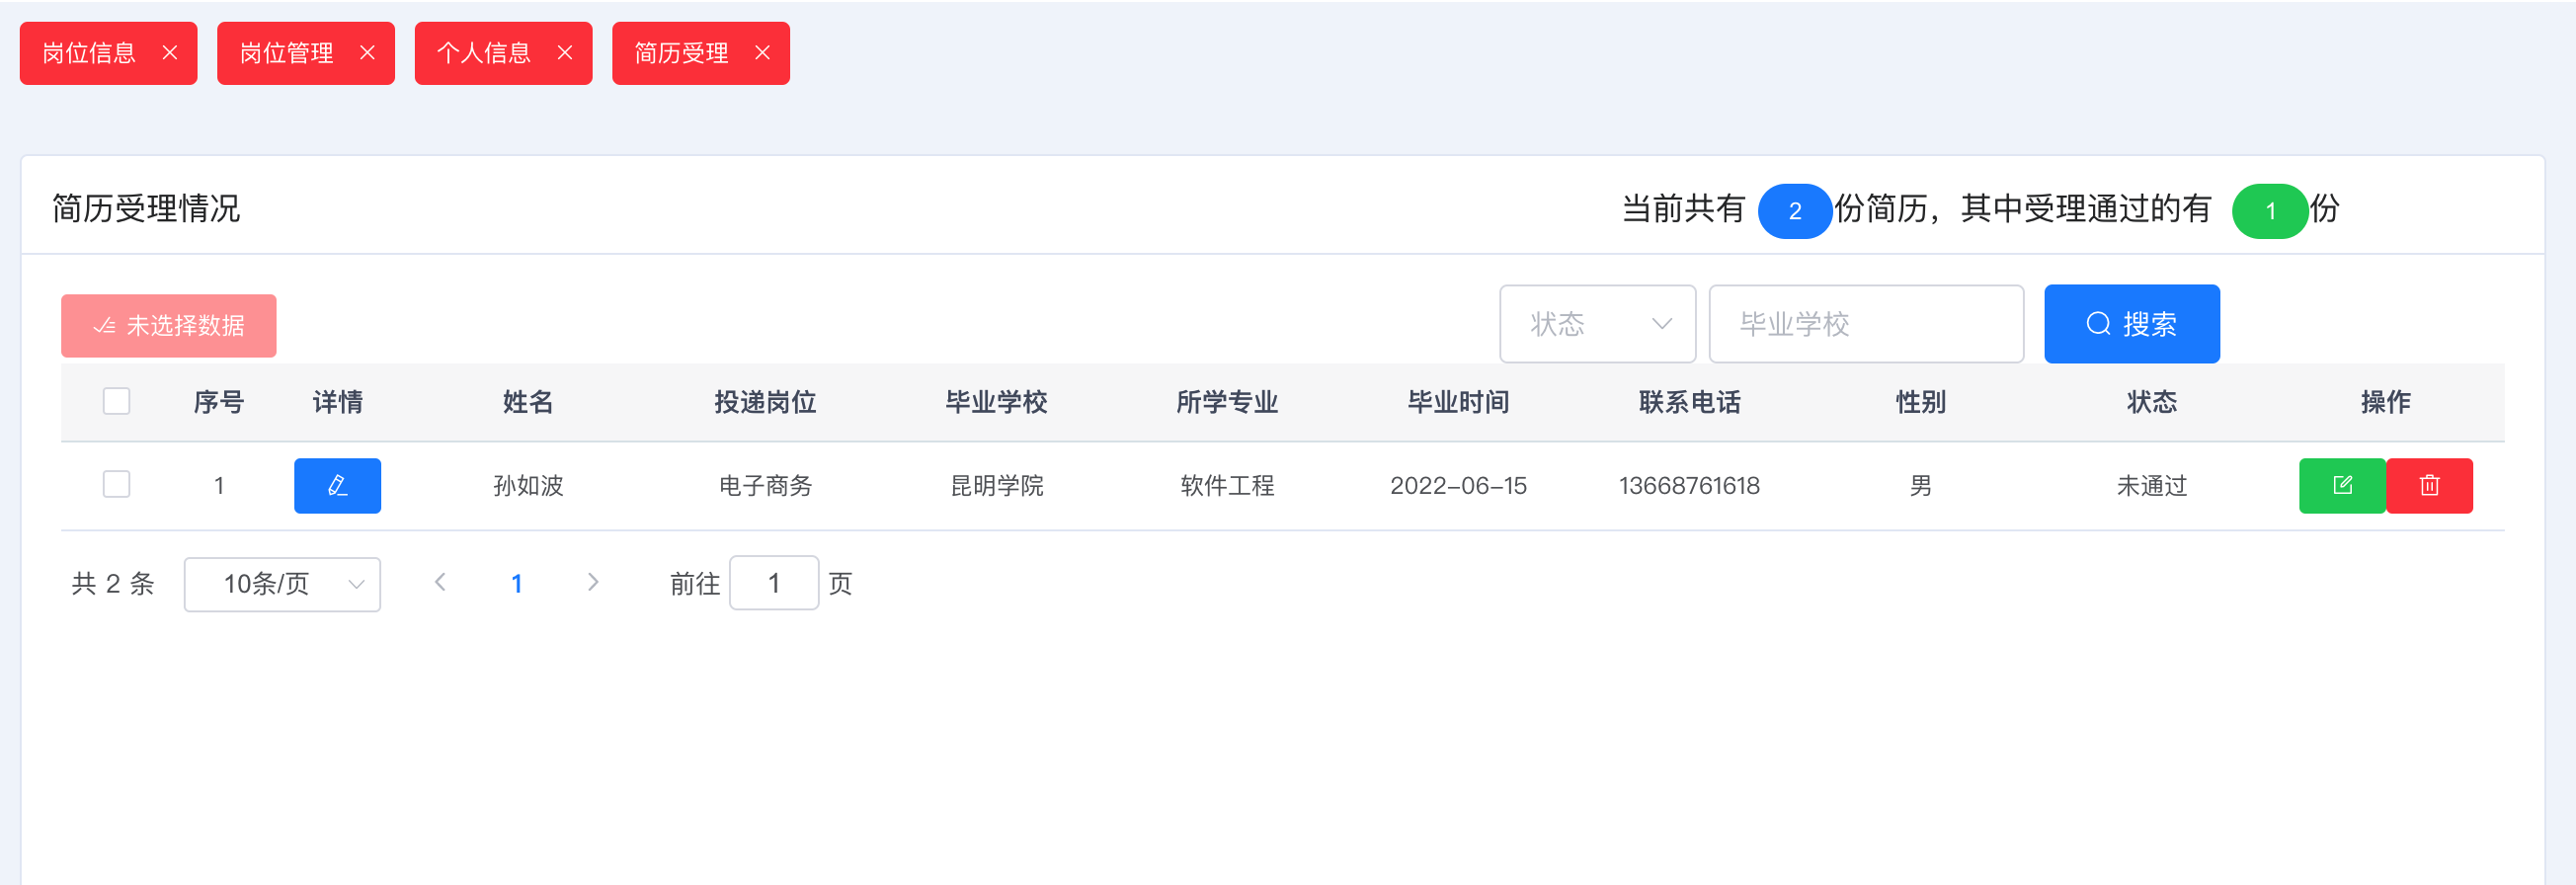 岗位信息 岗位管理 个人信息 简历受理
简历受理情况 当前共有 2 份简历，其中受理通过的有 1 份
未选择数据 状态 毕业学校 搜索
序号 详情 姓名 投递岗位 毕业学校 所学专业 毕业时间 联系电话 性别 状态 操作
1 孙如波 电子商务 昆明学院 软件工程 2022-06-15 13668761618 男 未通过
共 2 条 10条/页 1 前往 1 页